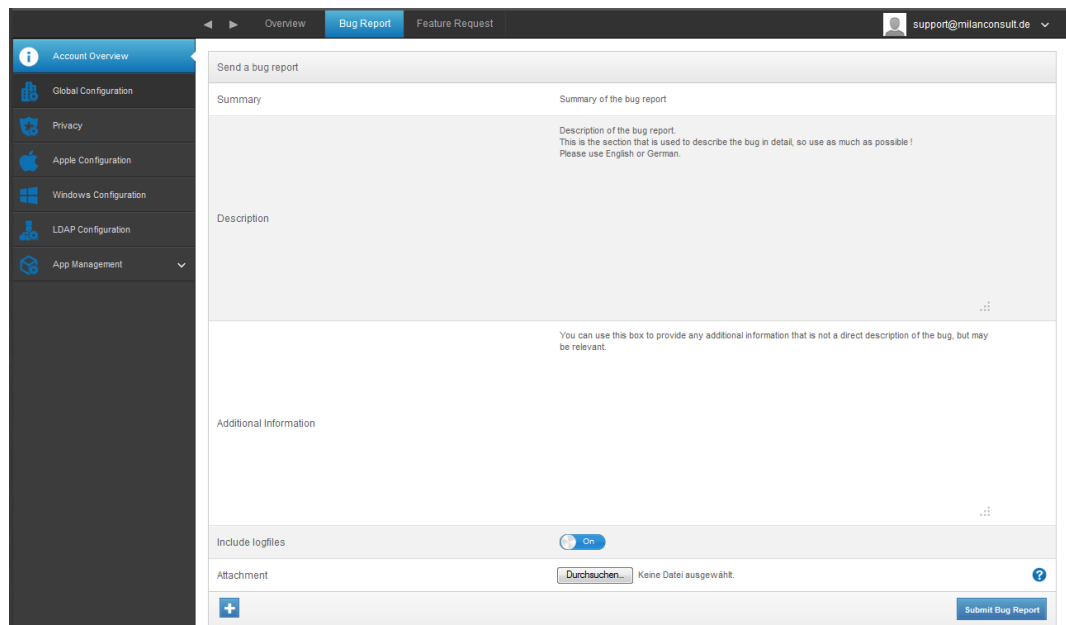 Overview
Bug Report
Feature Request
support@milanconsult.de
Account Overview
Global Configuration
Privacy
Apple Configuration
Windows Configuration
LDAP Configuration
App Management
Send a bug report
Summary
Summary of the bug report
Description
Description of the bug report.
This is the section that is used to describe the bug in detail, so use as much as possible !
Please use English or German.
Additional Information
You can use this box to provide any additional information that is not a direct description of the bug, but may
be relevant.
Include logfiles
On
Attachment
Durchsuchen...
Keine Datei ausgewählt.
Submit Bug Report